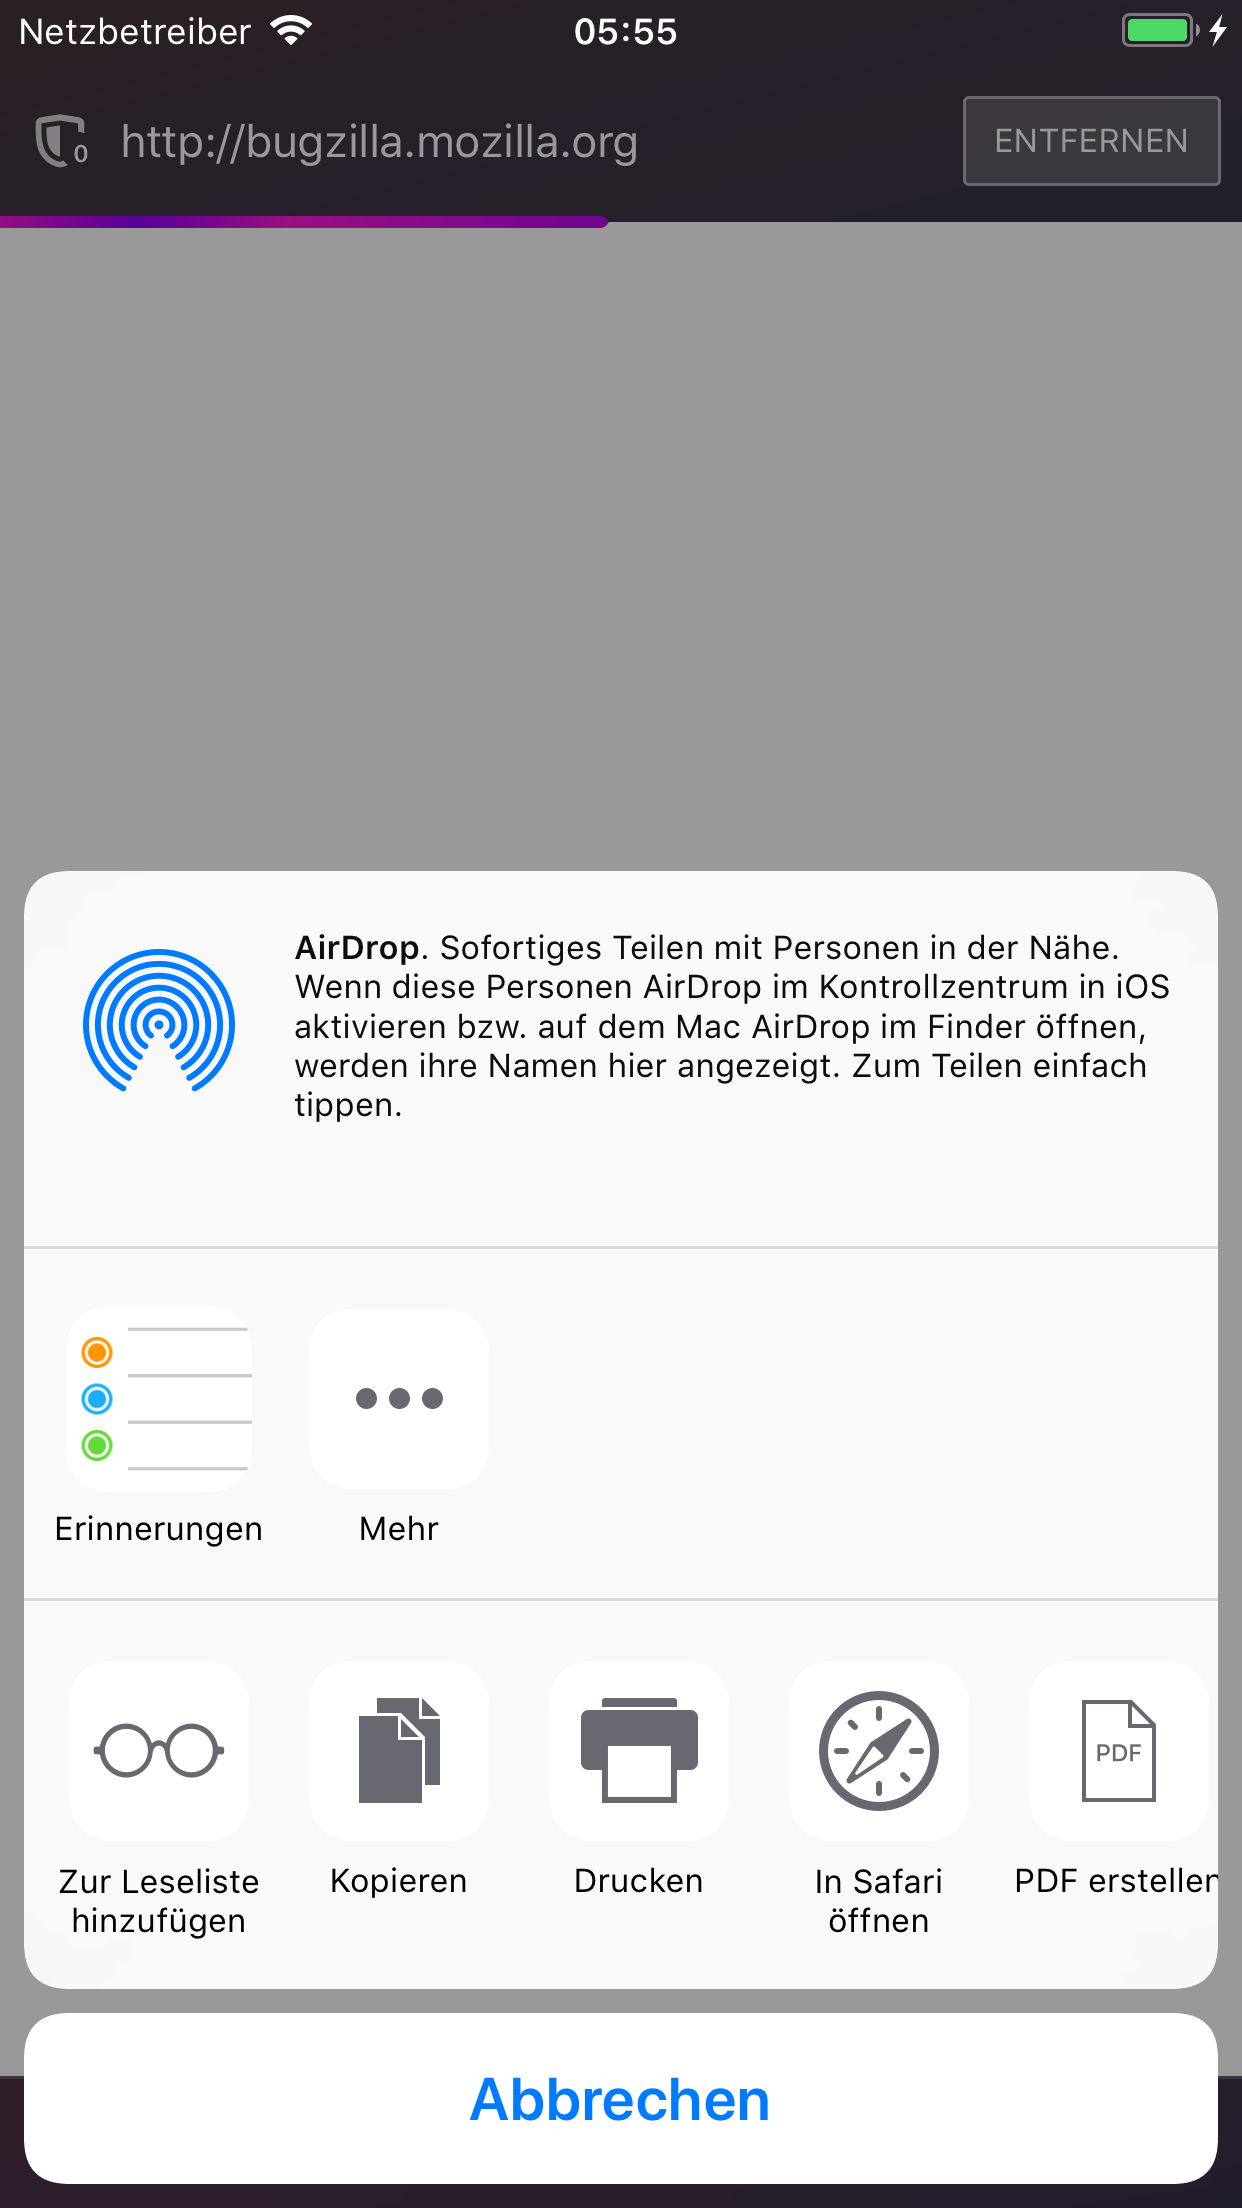 Netzbetreiber 05:55
0 http://bugzilla.mozilla.org ENTFERNEN
AirDrop. Sofortiges Teilen mit Personen in der Nähe.
Wenn diese Personen AirDrop im Kontrollzentrum in iOS
aktivieren bzw. auf dem Mac AirDrop im Finder öffnen,
werden ihre Namen hier angezeigt. Zum Teilen einfach
tippen.
Erinnerungen Mehr
PDF
Zur Leseliste Kopieren Drucken In Safari PDF erstellen
hinzufügen öffnen
Abbrechen